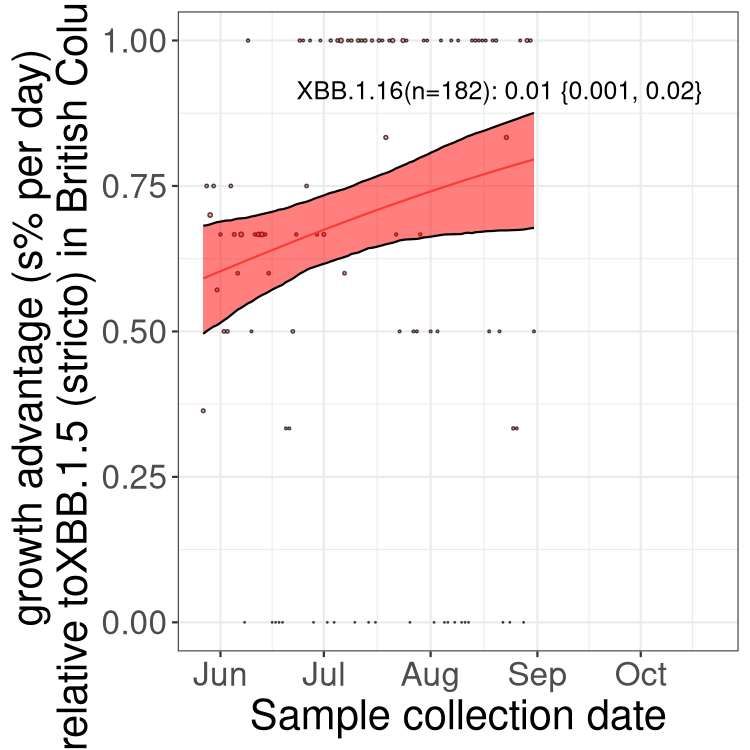 growth advantage (s% per day)
relative toXBB.1.5 (stricto) in British Colu
1.00
0.75
0.50
0.25
0.00
XBB.1.16(n=182): 0.01 {0.001, 0.02}
Jun Jul Aug Sep Oct
Sample collection date